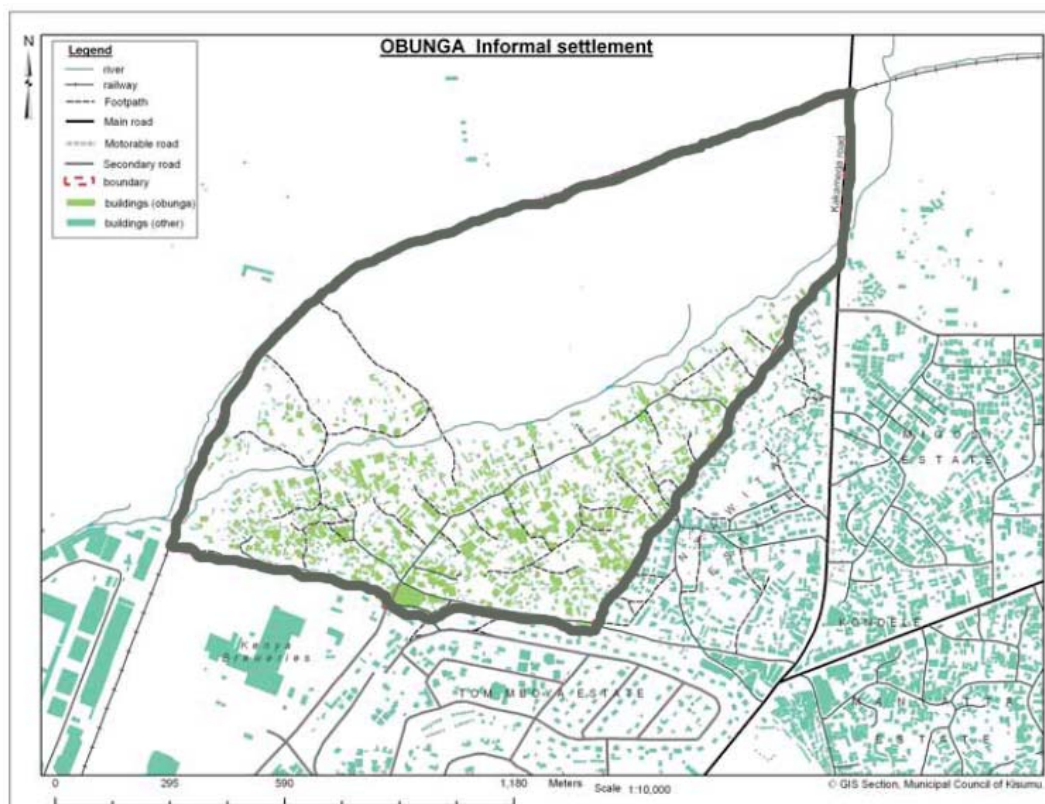 OBUNGA Informal settlement
N
Legend
river
railway
Footpath
Main road
Motorable road
Secondary road
boundary
buildings (obunga)
buildings (other)
Kakamega road
ESTATE
KONDELE
Kenya
Breweries
TOM MBOYA ESTATE
MANYATTA
ESTATE
0 295 590 1,180 Meters
Scale 1:10,000
© GIS Section, Municipal Council of Kisumu